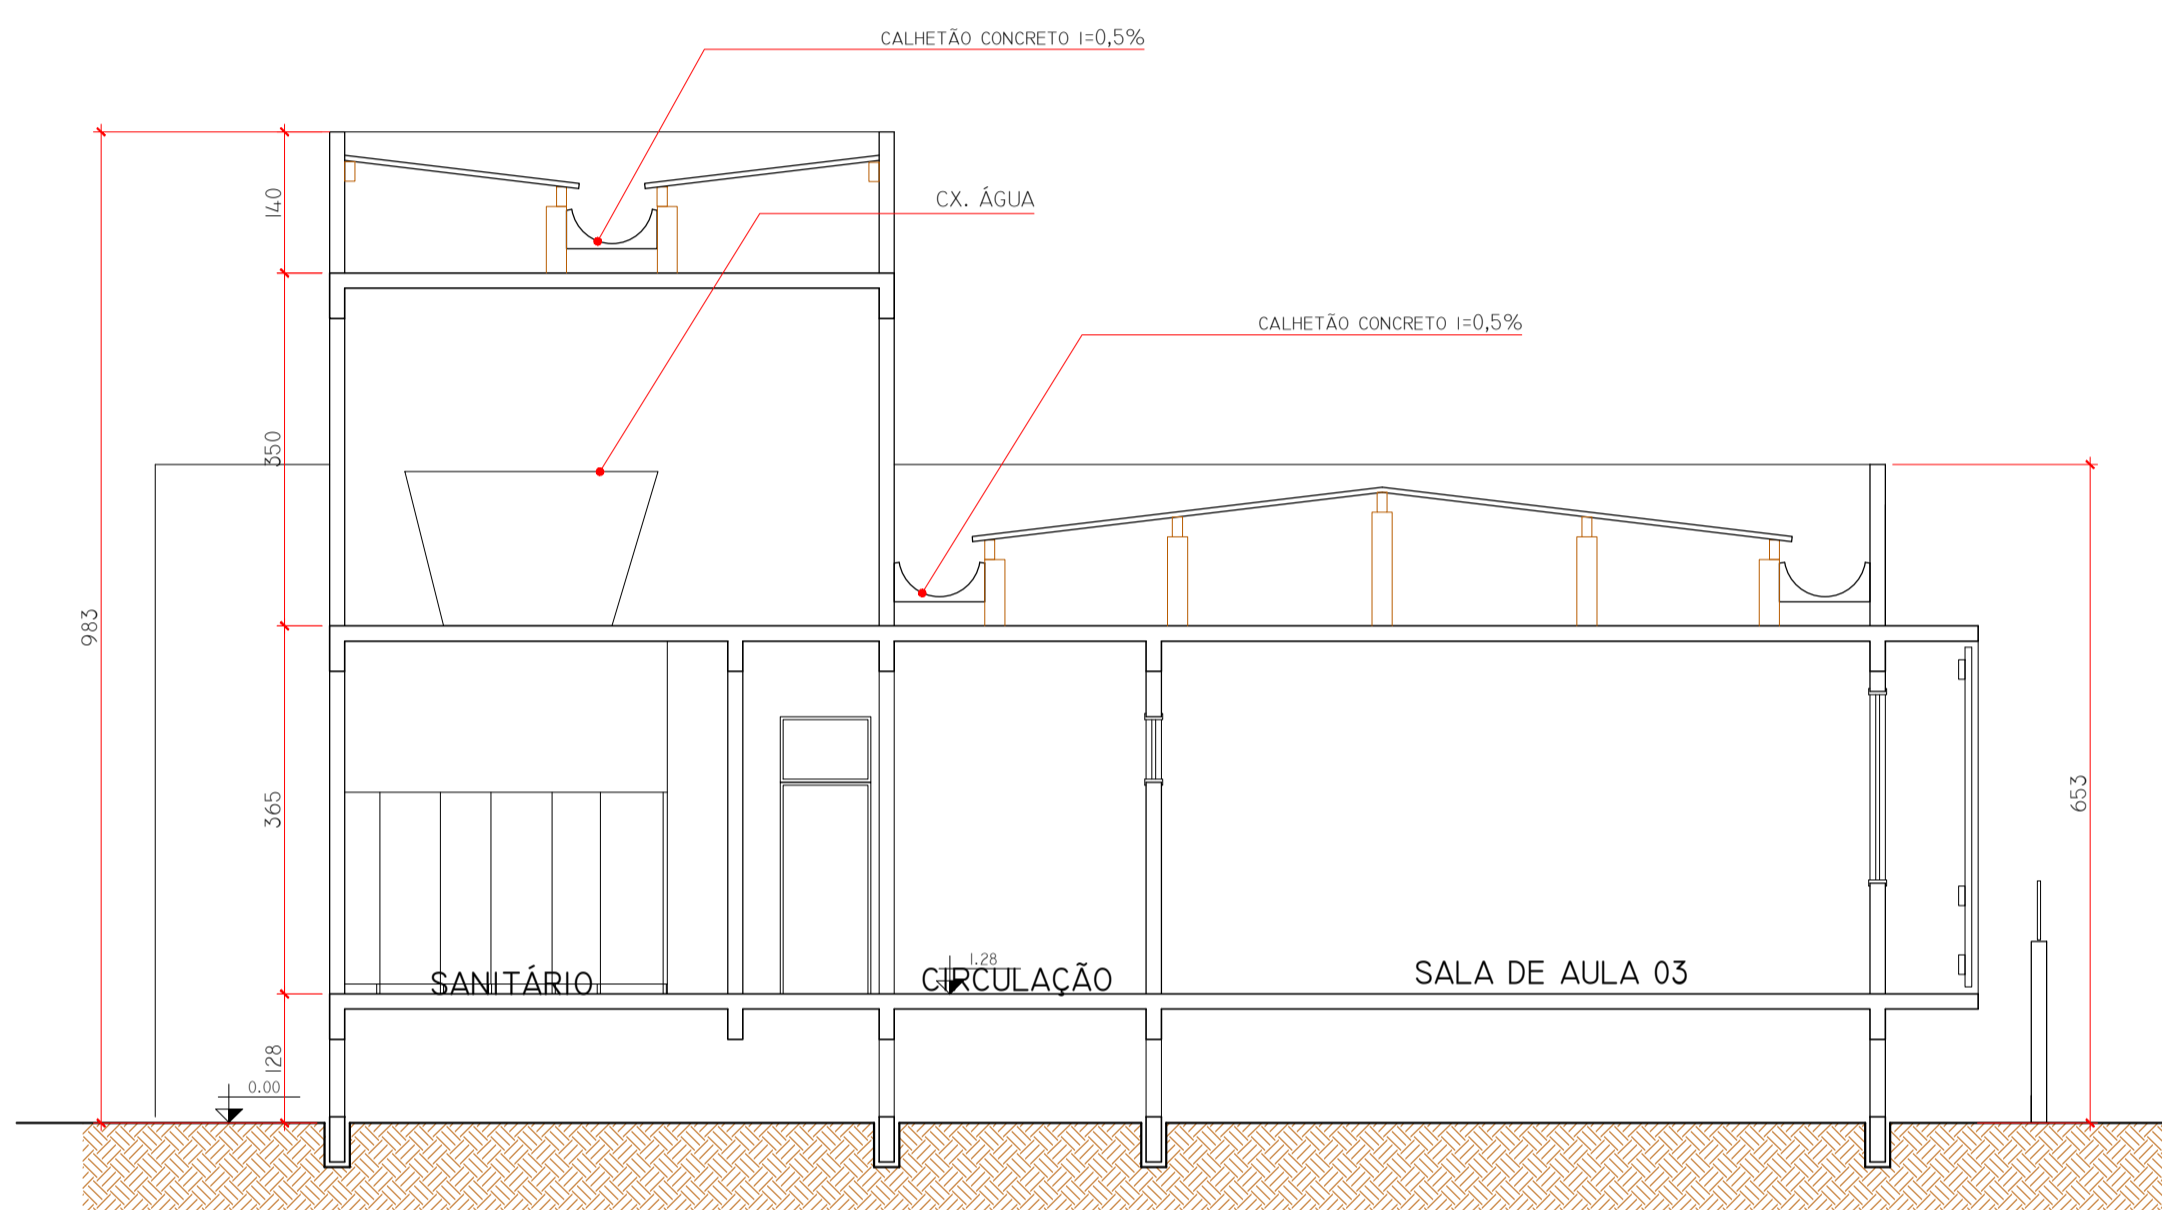 CALHETÃO CONCRETO I=0,5%
140
CX. ÁGUA
CALHETÃO CONCRETO I=0,5%
350
983
365
653
SANITÁRIO
CIRCULAÇÃO
1.28
SALA DE AULA 03
128
0.00